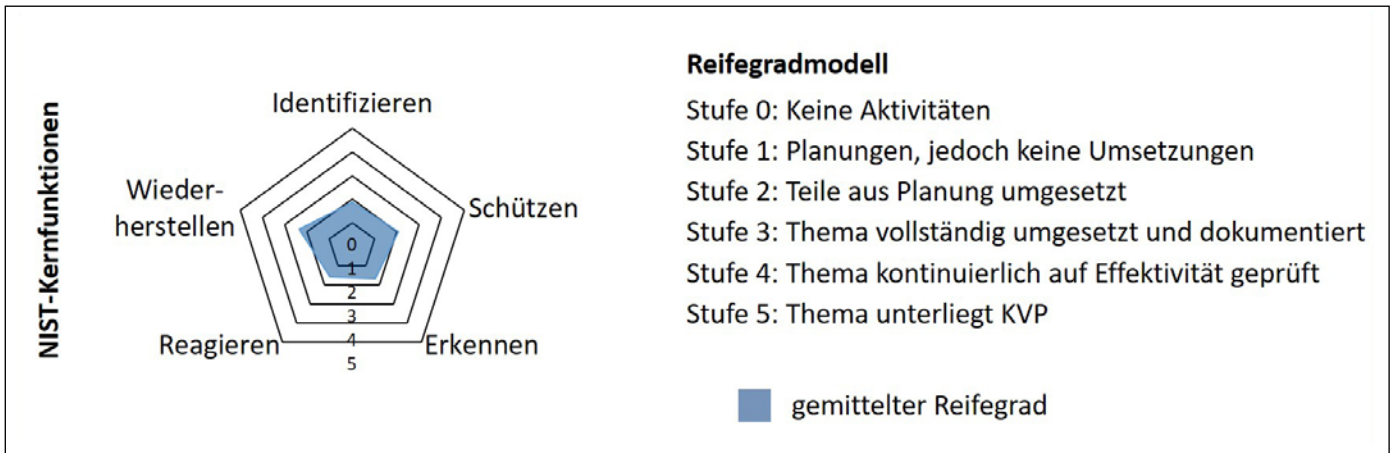 NIST-Kernfunktionen
Identifizieren
Wieder-
herstellen
Schützen
Reagieren
Erkennen
0
1
2
3
4
5
Reifegradmodell
Stufe 0: Keine Aktivitäten
Stufe 1: Planungen, jedoch keine Umsetzungen
Stufe 2: Teile aus Planung umgesetzt
Stufe 3: Thema vollständig umgesetzt und dokumentiert
Stufe 4: Thema kontinuierlich auf Effektivität geprüft
Stufe 5: Thema unterliegt KVP
gemittelter Reifegrad